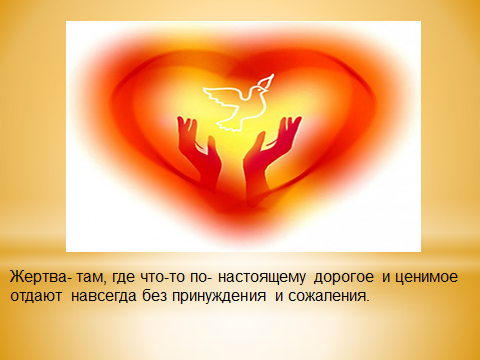 Жертва- там, где что-то по- настоящему дорогое и ценимое
отдают навсегда без принуждения и сожаления.